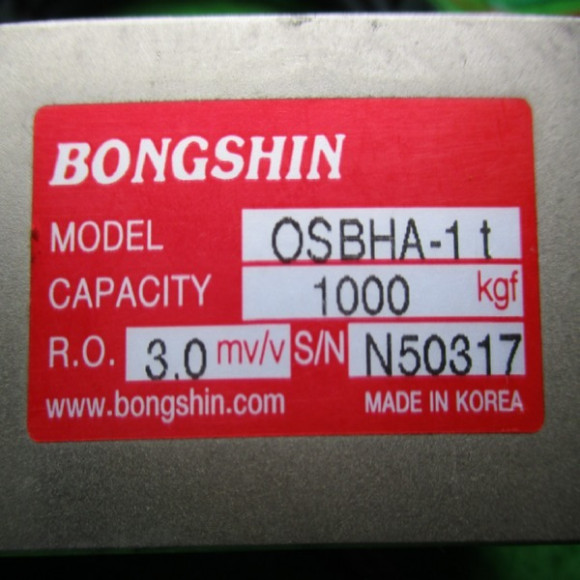 BONGSHIN
MODEL OSBHA-1 t
CAPACITY 1000 kgf
R.O. 3.0 mv/v S/N N50317
www.bongshin.com MADE IN KOREA